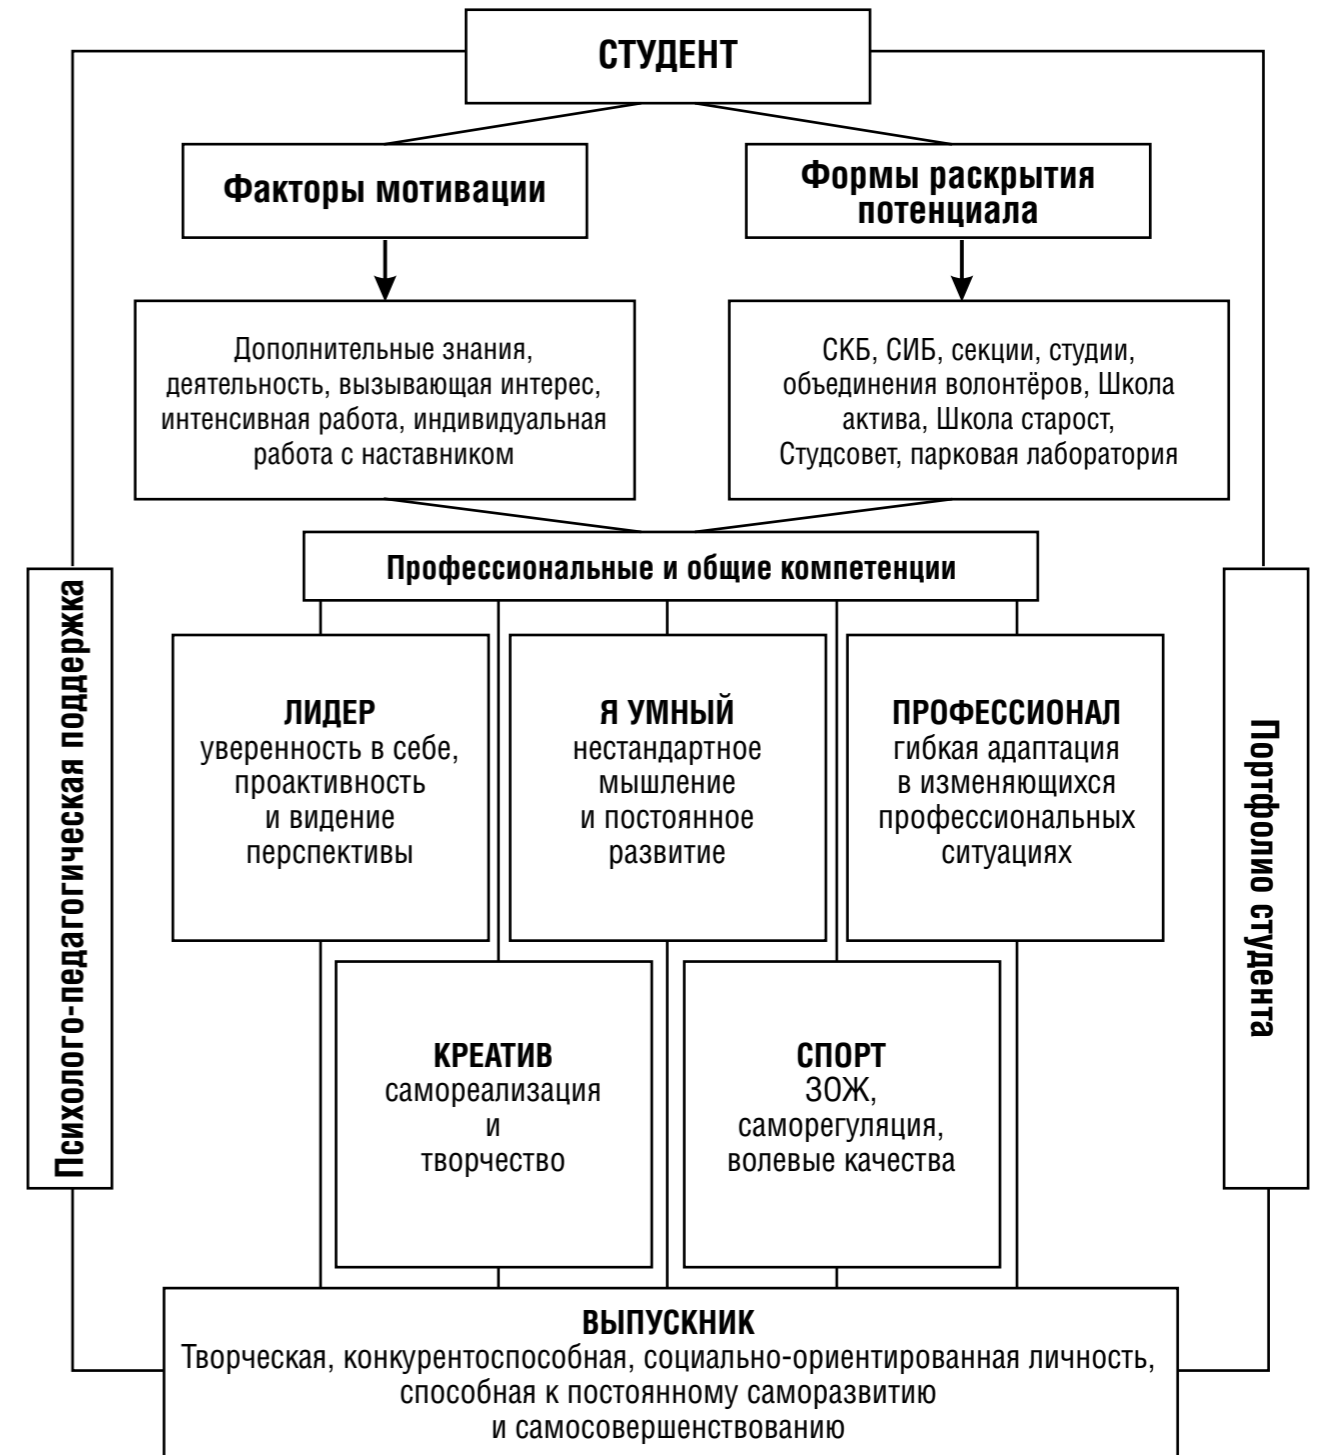 СТУДЕНТ
Факторы мотивации
Формы раскрытия
потенциала
Дополнительные знания,
деятельность, вызывающая интерес,
интенсивная работа, индивидуальная
работа с наставником
СКБ, СИБ, секции, студии,
объединения волонтёров, Школа
актива, Школа старост,
Студсовет, парковая лаборатория
Психолого-педагогическая поддержка
Профессиональные и общие компетенции
Портфолио студента
ЛИДЕР
уверенность в себе,
проактивность
и видение
перспективы
Я УМНЫЙ
нестандартное
мышление
и постоянное
развитие
ПРОФЕССИОНАЛ
гибкая адаптация
в изменяющихся
профессиональных
ситуациях
КРЕАТИВ
самореализация
и
творчество
СПОРТ
ЗОЖ,
саморегуляция,
волевые качества
ВЫПУСКНИК
Творческая, конкурентоспособная, социально-ориентированная личность,
способная к постоянному саморазвитию
и самосовершенствованию